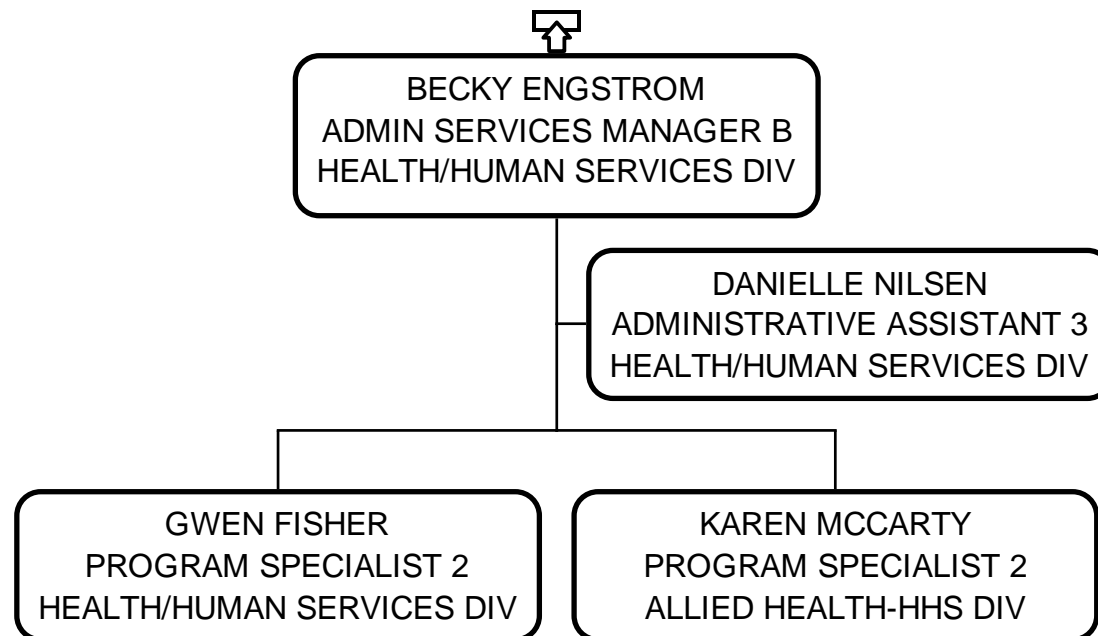 BECKY ENGSTROM
ADMIN SERVICES MANAGER B
HEALTH/HUMAN SERVICES DIV
DANIELLE NILSEN
ADMINISTRATIVE ASSISTANT 3
HEALTH/HUMAN SERVICES DIV
GWEN FISHER
PROGRAM SPECIALIST 2
HEALTH/HUMAN SERVICES DIV
KAREN MCCARTY
PROGRAM SPECIALIST 2
ALLIED HEALTH-HHS DIV